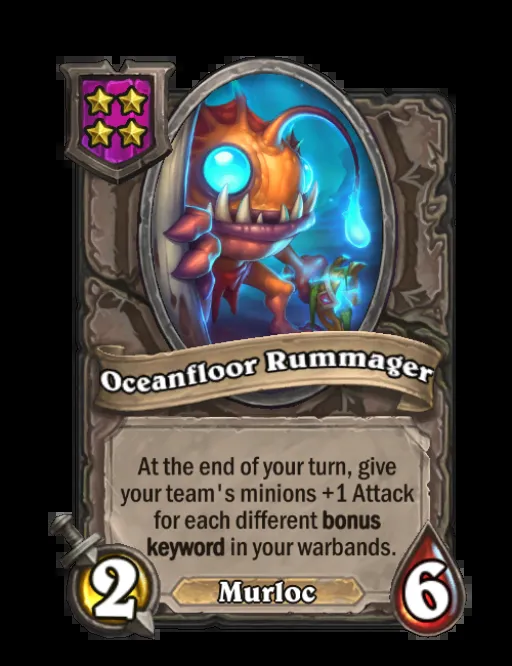 Oceanfloor Rummager
At the end of your turn, give
your team's minions +1 Attack
for each different bonus
keyword in your warbands.
2
Murloc
6